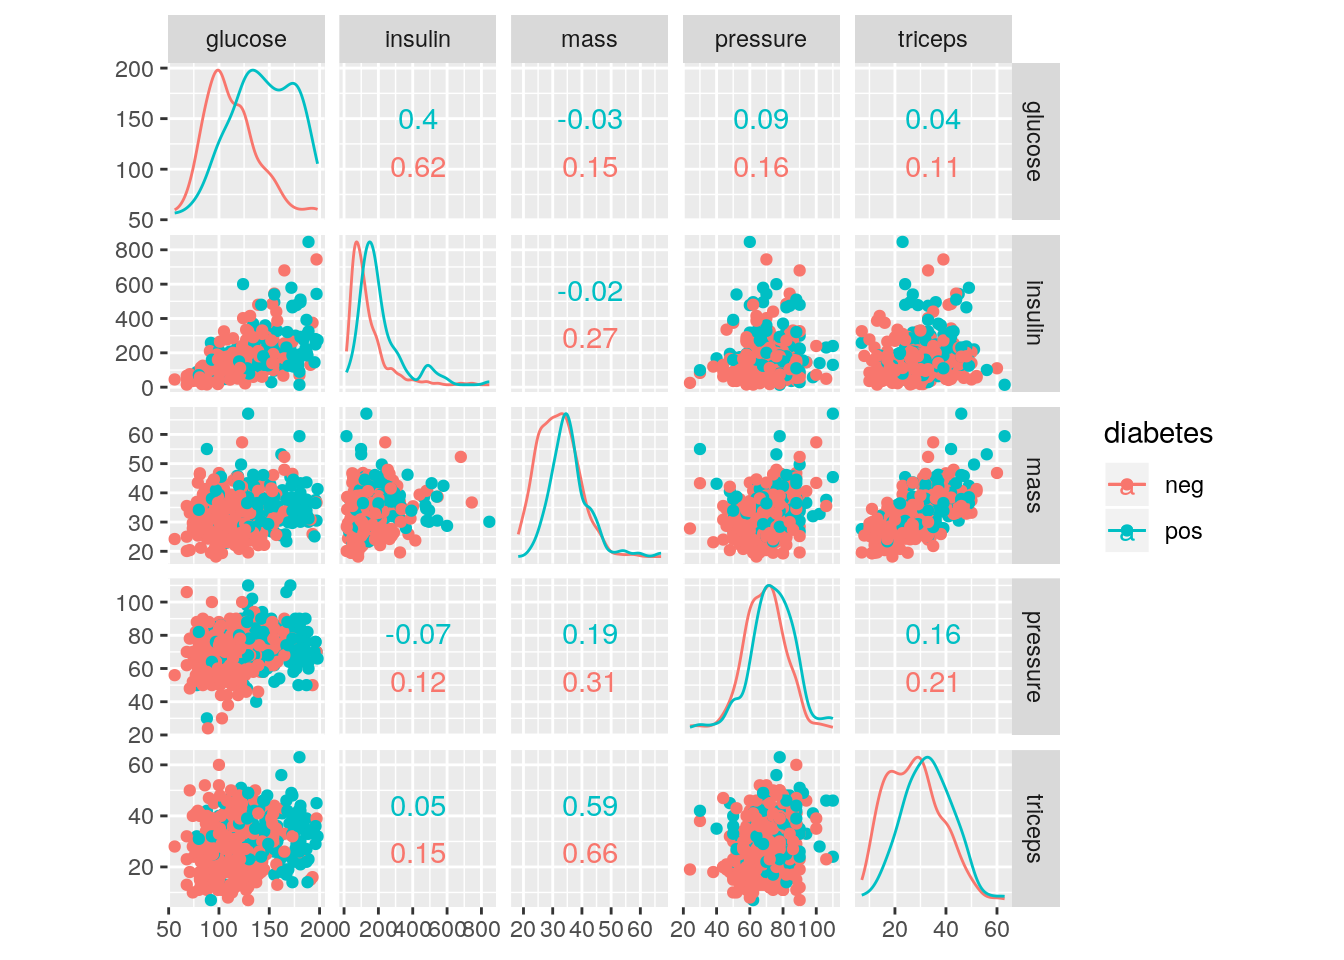 glucose insulin mass pressure triceps
200
150
100
50
0.4 -0.03 0.09 0.04
0.62 0.15 0.16 0.11
glucose
800
600
400
200
0
-0.02
0.27
insulin
60
50
40
30
20
mass
diabetes
neg
pos
100
80
60
40
20
-0.07 0.19 0.16
0.12 0.31 0.21
pressure
60
40
20
0.05 0.59
0.15 0.66
triceps
50 100 150 200 0 200 400 600 800 20 30 40 50 60 20 40 60 80 100 20 40 60